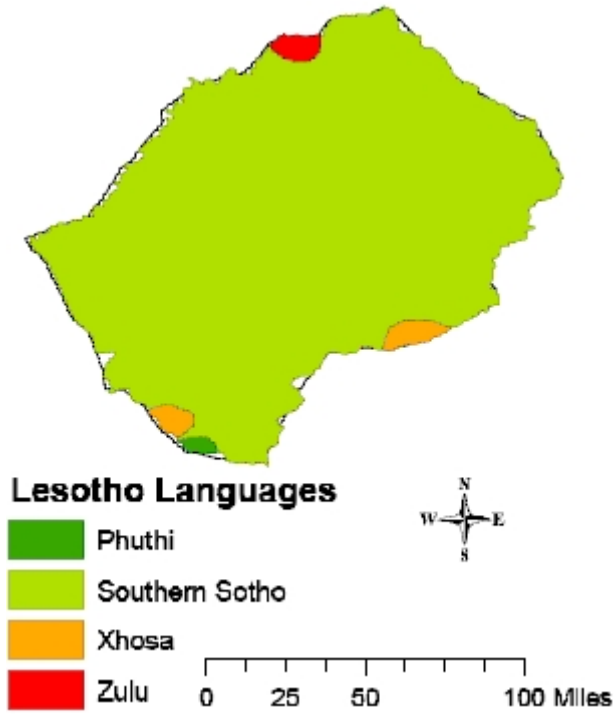 Lesotho Languages
Phuthi
Southern Sotho
Xhosa
Zulu
N
W E
S
0 25 50 100 Miles